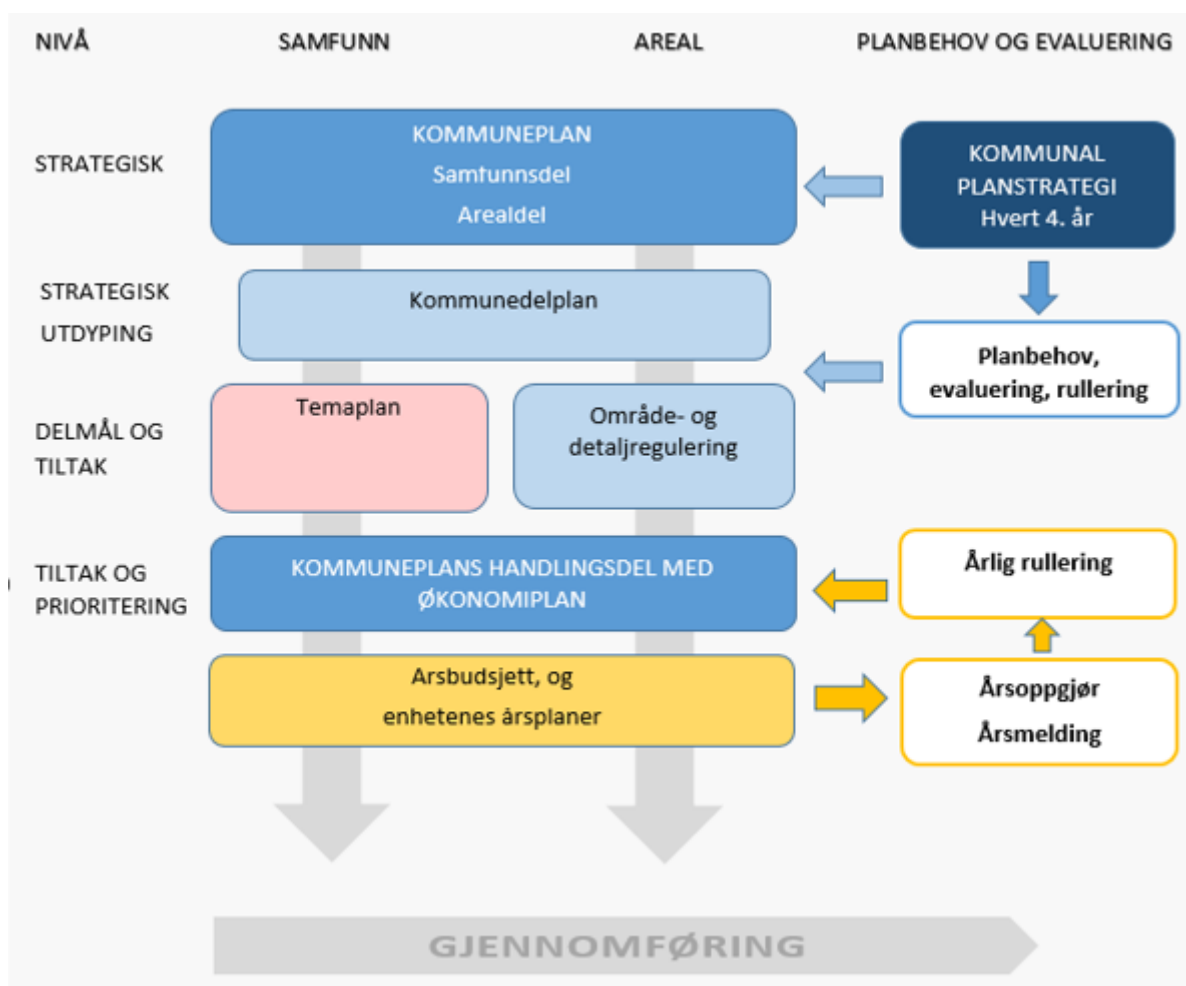 NIVÅ
SAMFUNN
AREAL
PLANBEHOV OG EVALUERING
STRATEGISK
KOMMUNEPLAN
Samtunnsdel
Arealdel
KOMMUNAL
PLANSTRATEGI
Hvert 4. år
STRATEGISK
UTDYPING
Kommunedelplan
Planbehov,
evaluering, rullering
DELMÅL OG
TILTAK
Temaplan
Område- og
detaljregulering
TILTAK OG
PRIORITERING
KOMMUNEPLANS HANDLINGSDEL MED
ØKONOMIPLAN
Årlig rullering
Arsbudsjett, og
enhetenes årsplaner
Årsoppgjør
Årsmelding
GJENNOMFØRING